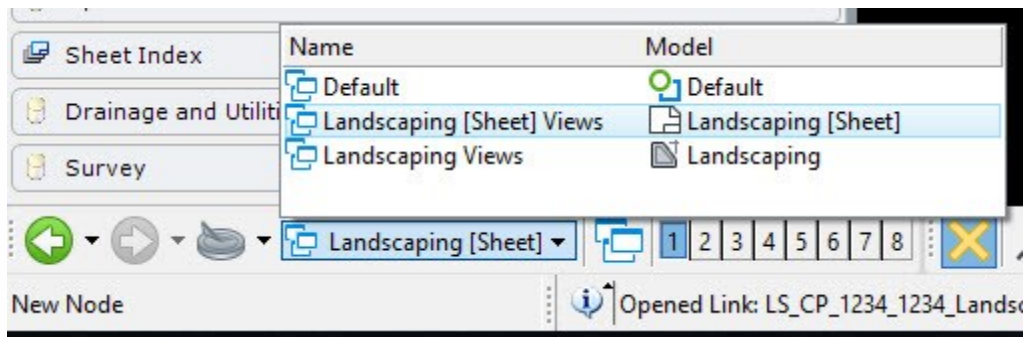 Sheet Index
Drainage and Utiliti
Survey
Name Model
Default Default
Landscaping [Sheet] Views Landscaping [Sheet]
Landscaping Views Landscaping
Landscaping [Sheet] 1 2 3 4 5 6 7 8
New Node Opened Link: LS_CP_1234_1234_Landsc